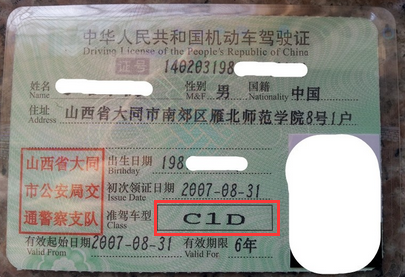 中华人民共和国机动车驾驶证
Driving License of the People's Republic of China
证号 140203198
姓名 Name 性别 M&F 男 国籍 Nationality 中国
住址 Address 山西省大同市南郊区雁北师范学院8号1户
出生日期 Birthday 198
山西省大同
市公安局交
通警察支队
初次领证日期 Issue Date 2007-08-31
准驾车型 Class C1D
有效起始日期 Valid From 2007-08-31 有效期限 Valid For 6年